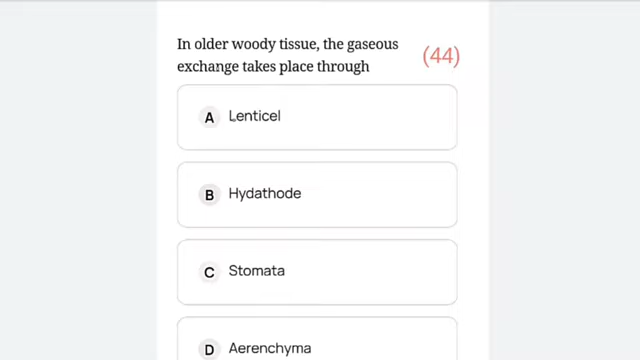 In older woody tissue, the gaseous
exchange takes place through
(44)
A Lenticel
B Hydathode
C Stomata
D Aerenchyma